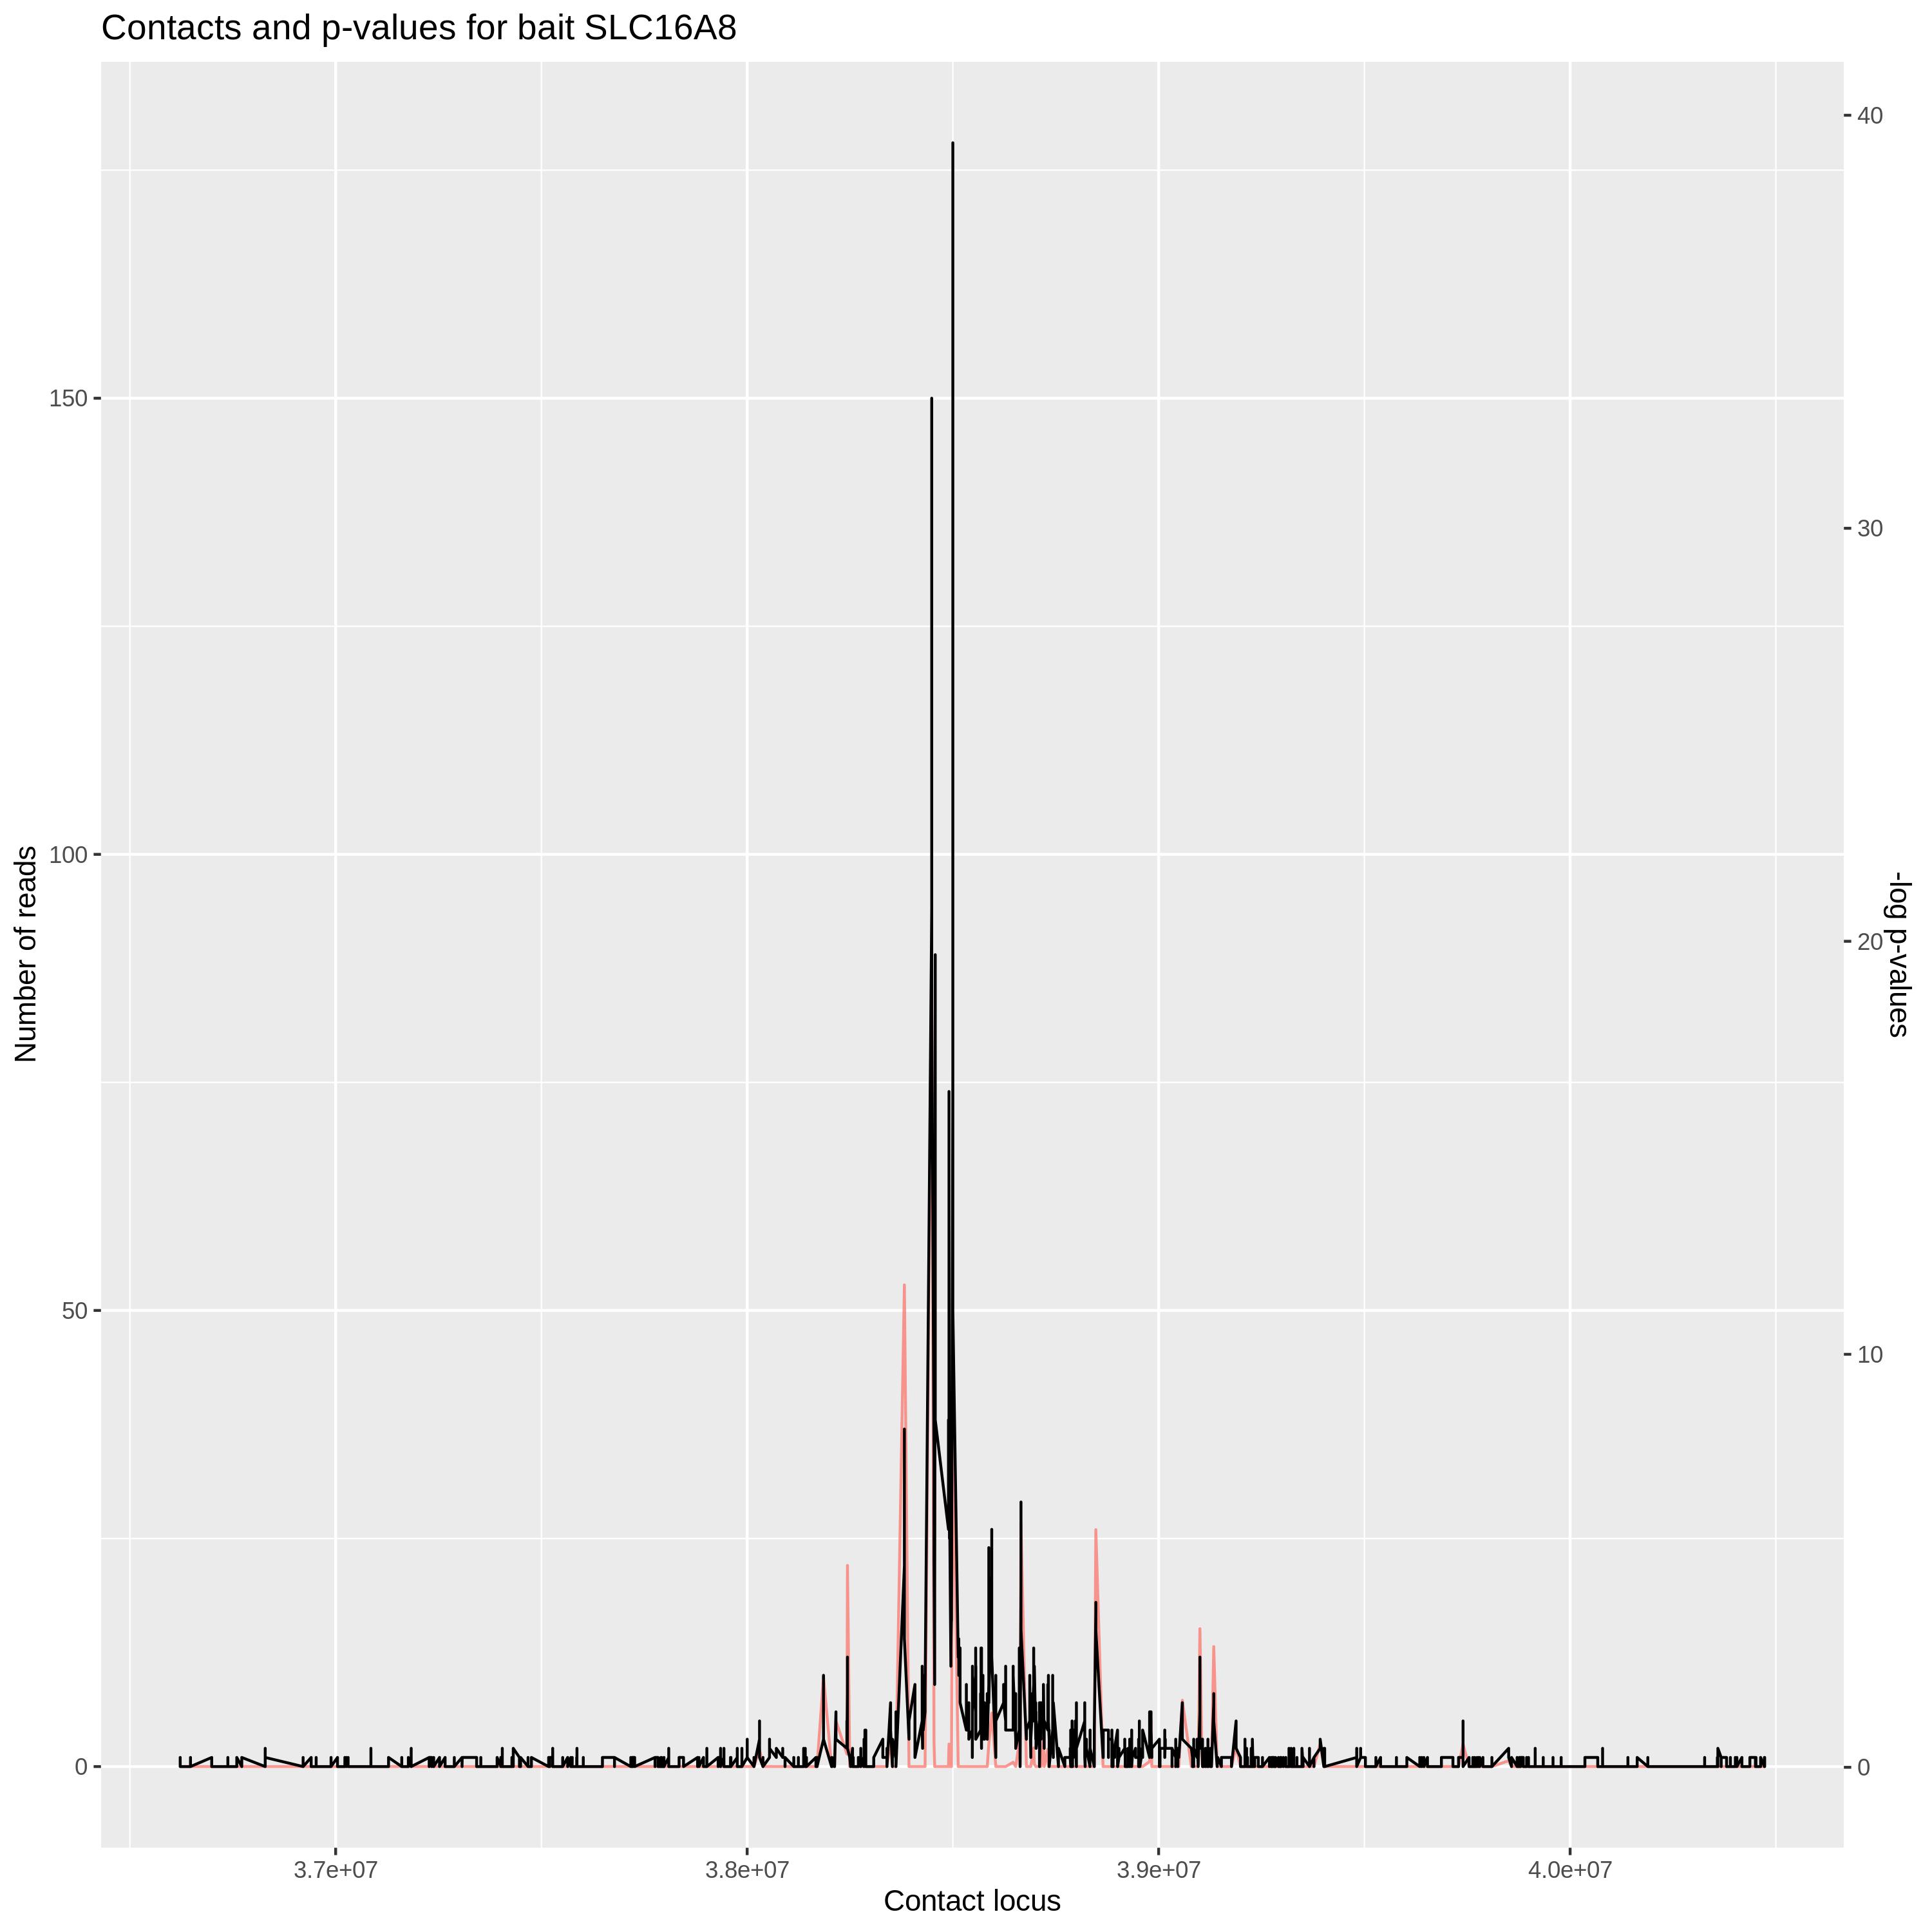 Contacts and p-values for bait SLC16A8
150
100
50
0
Number of reads
40
30
20
10
0
-log p-values
3.7e+07
3.8e+07
3.9e+07
4.0e+07
Contact locus